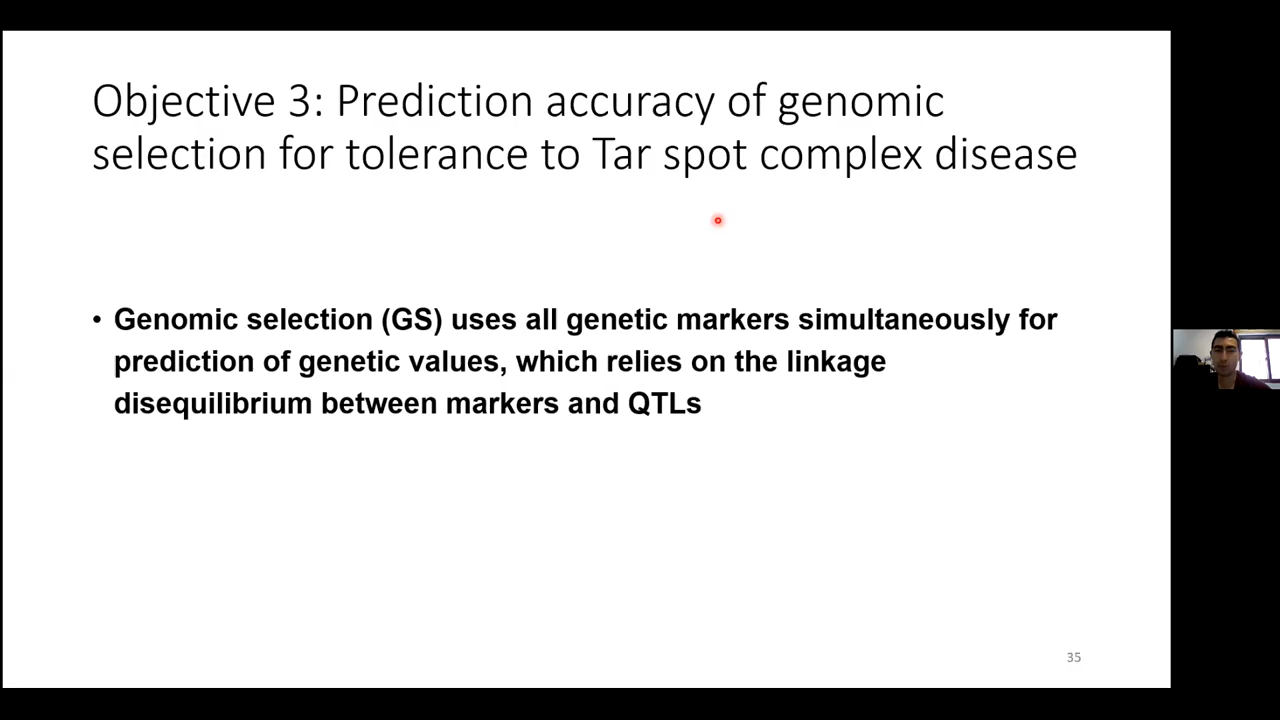 Objective 3: Prediction accuracy of genomic
selection for tolerance to Tar spot complex disease
• Genomic selection (GS) uses all genetic markers simultaneously for
prediction of genetic values, which relies on the linkage
disequilibrium between markers and QTLs
35